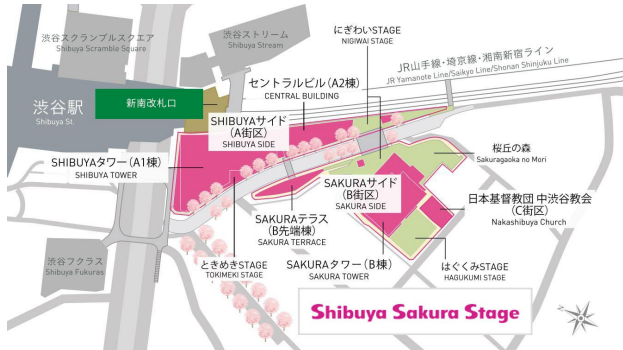 渋谷スクランブルスクエア
Shibuya Scramble Square
渋谷ストリーム
Shibuya Stream
にぎわいSTAGE
NIGIWAI STAGE
JR山手線・埼京線・湘南新宿ライン
JR Yamanote Line/Saikyo Line/Shonan Shinjuku Line
セントラルビル(A2棟)
CENTRAL BUILDING
渋谷駅
Shibuya St.
新南改札口
SHIBUYAサイド
(A街区)
SHIBUYA SIDE
SHIBUYAタワー(A1棟)
SHIBUYA TOWER
桜丘の森
Sakuragaoka no Mori
SAKURAサイド
(B街区)
SAKURA SIDE
日本基督教団 中渋谷教会
(C街区)
Nakashibuya Church
SAKURAテラス
(B先端棟)
SAKURA TERRACE
渋谷フクラス
Shibuya Fukuras
ときめきSTAGE
TOKIMEKI STAGE
SAKURAタワー(B棟)
SAKURA TOWER
はぐくみSTAGE
HAGUKUMI STAGE
Shibuya Sakura Stage